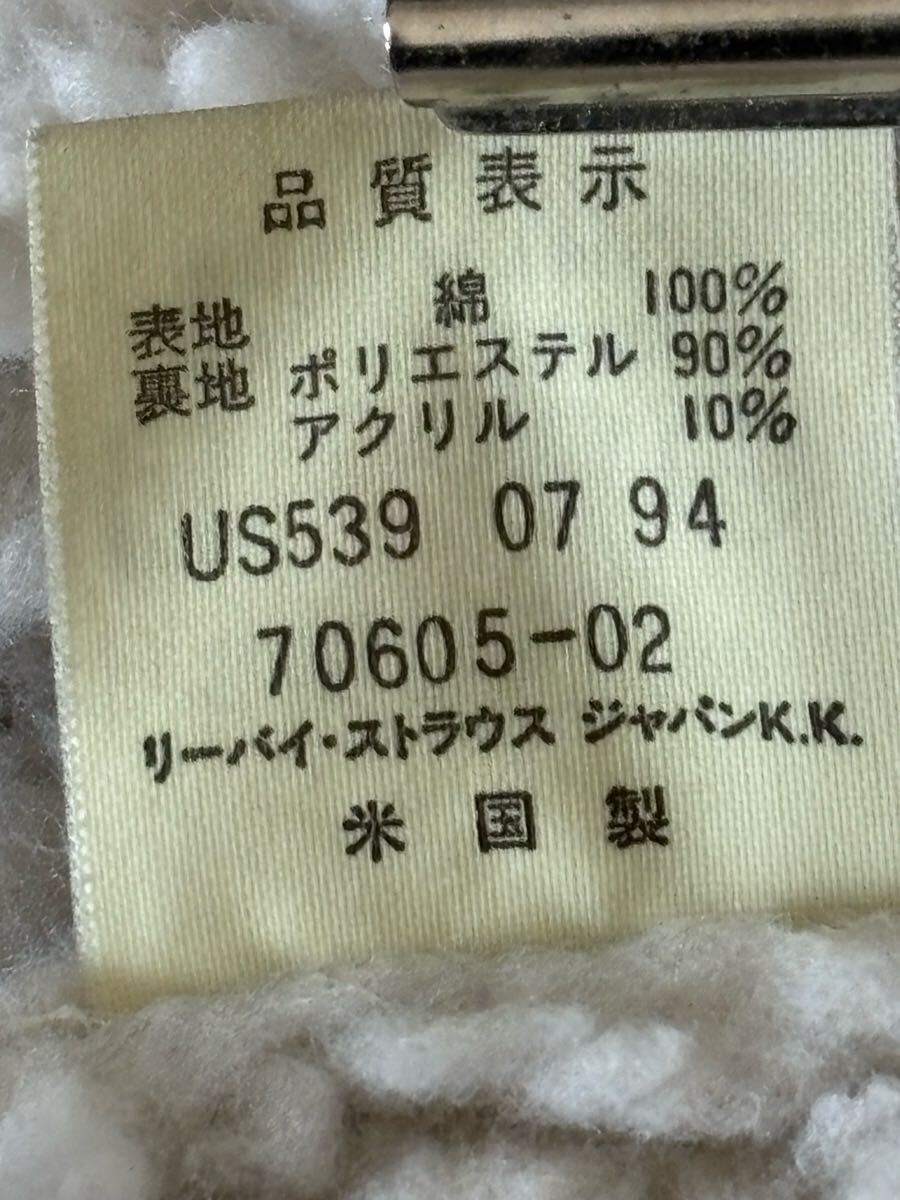 品質表示
表地 綿 100%
裏地 ポリエステル 90%
アクリル 10%
US539 07 94
70605-02
リーバイ・ストラウス ジャパンK.K.
米国製